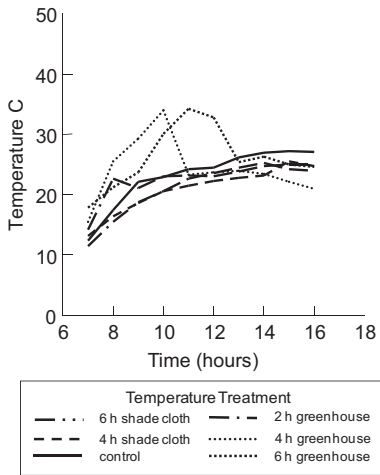 50
40
30
20
10
0
Temperature C
6 8 10 12 14 16 18
Time (hours)
Temperature Treatment
6 h shade cloth 2 h greenhouse
4 h shade cloth 4 h greenhouse
control 6 h greenhouse